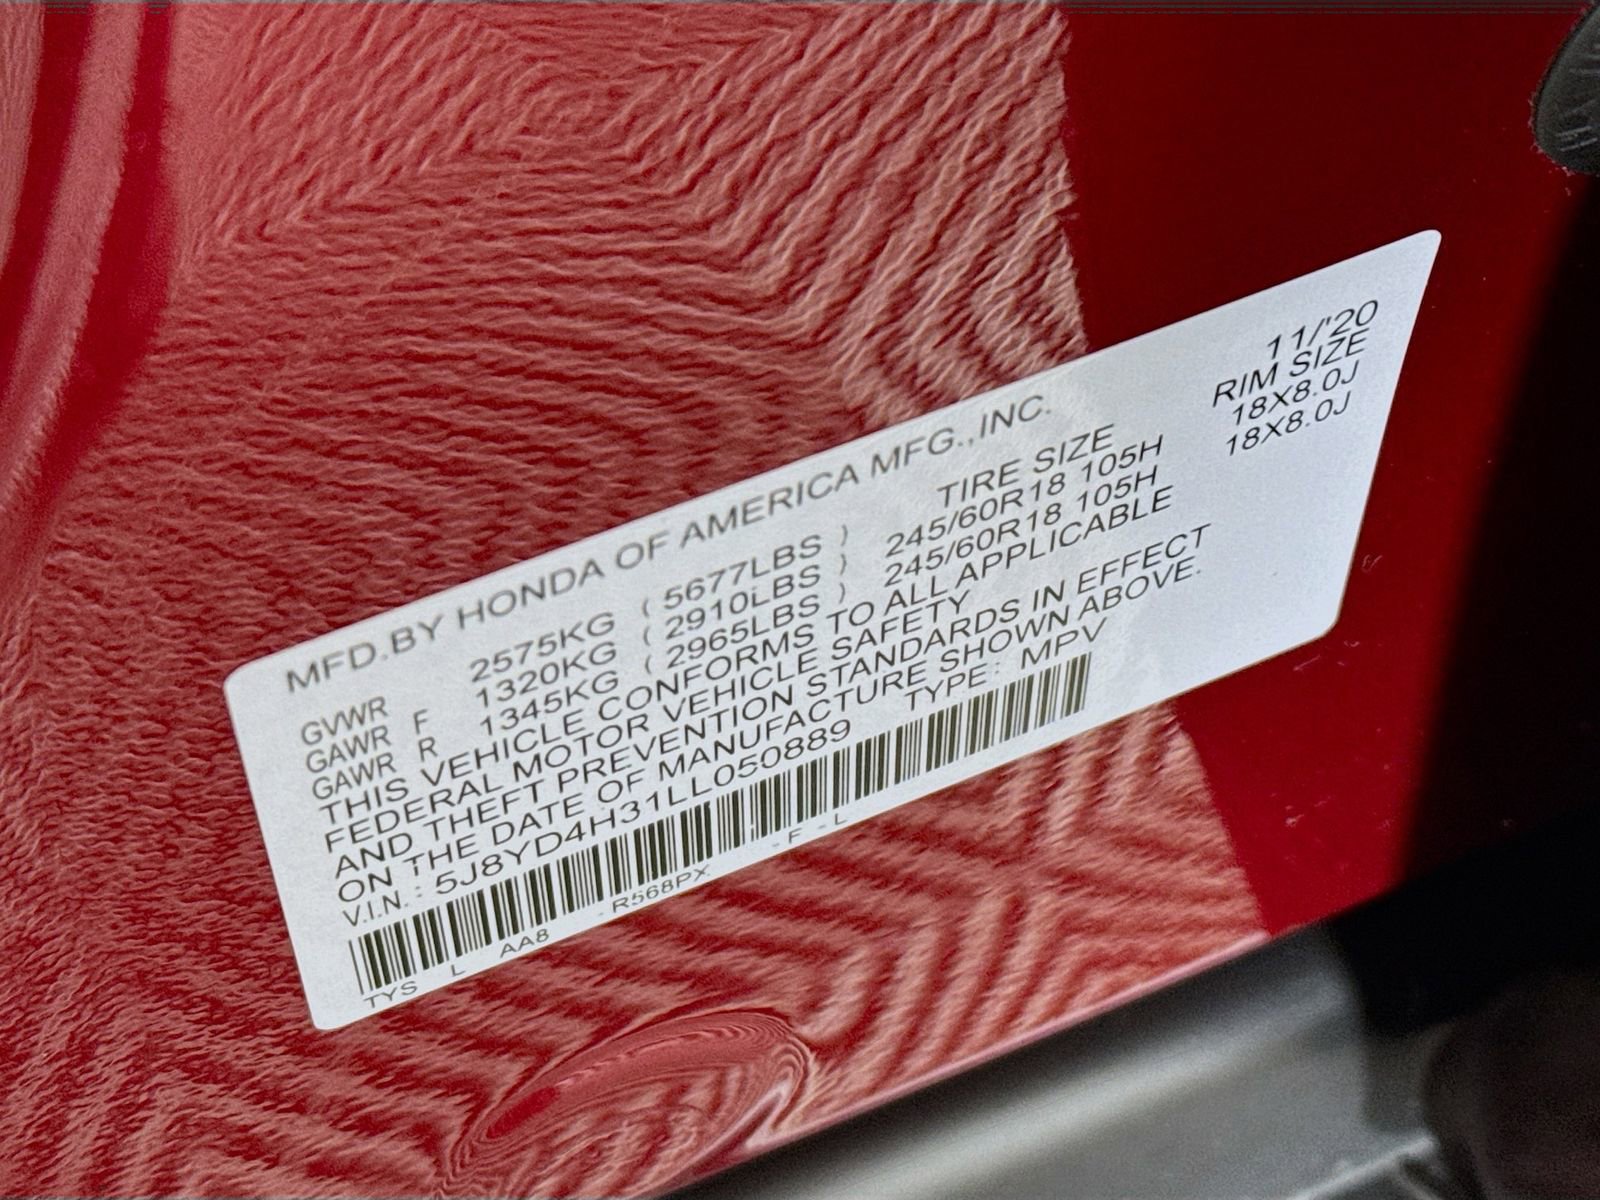 MFD.BY HONDA OF AMERICA MFG.,INC. 11/'20
TIRE SIZE RIM SIZE
GVWR 2575KG ( 5677LBS )
GAWR F 1320KG ( 2910LBS ) 245/60R18 105H 18X8.0J
GAWR R 1345KG ( 2965LBS ) 245/60R18 105H 18X8.0J
THIS VEHICLE CONFORMS TO ALL APPLICABLE
FEDERAL MOTOR VEHICLE SAFETY
AND THEFT PREVENTION STANDARDS IN EFFECT
ON THE DATE OF MANUFACTURE SHOWN ABOVE.
V.I.N.: 5J8YD4H31LL050889 TYPE: MPV
TYS L AA8 - R568PX - F - L